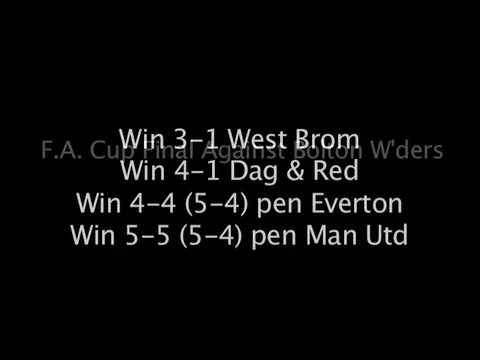 Win 3-1 West Brom
F.A. Cup Final Against Bolton W'ders
Win 4-1 Dag & Red
Win 4-4 (5-4) pen Everton
Win 5-5 (5-4) pen Man Utd